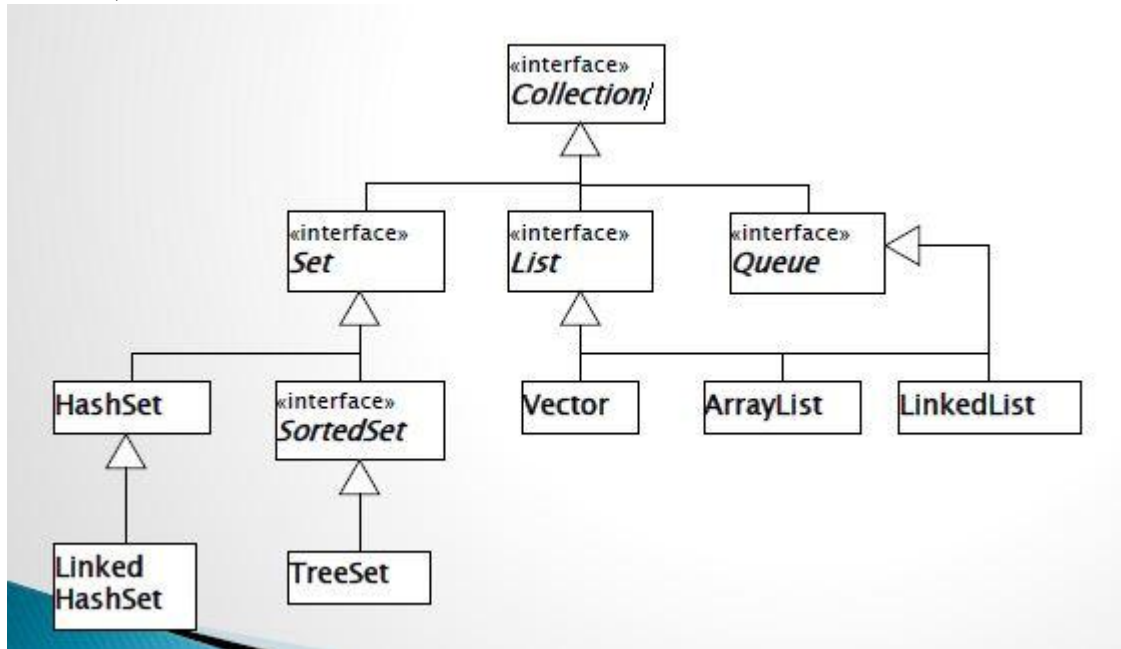 «interface»
Collection
«interface»
Set
«interface»
List
«interface»
Queue
HashSet
«interface»
SortedSet
Vector
ArrayList
LinkedList
Linked
HashSet
TreeSet